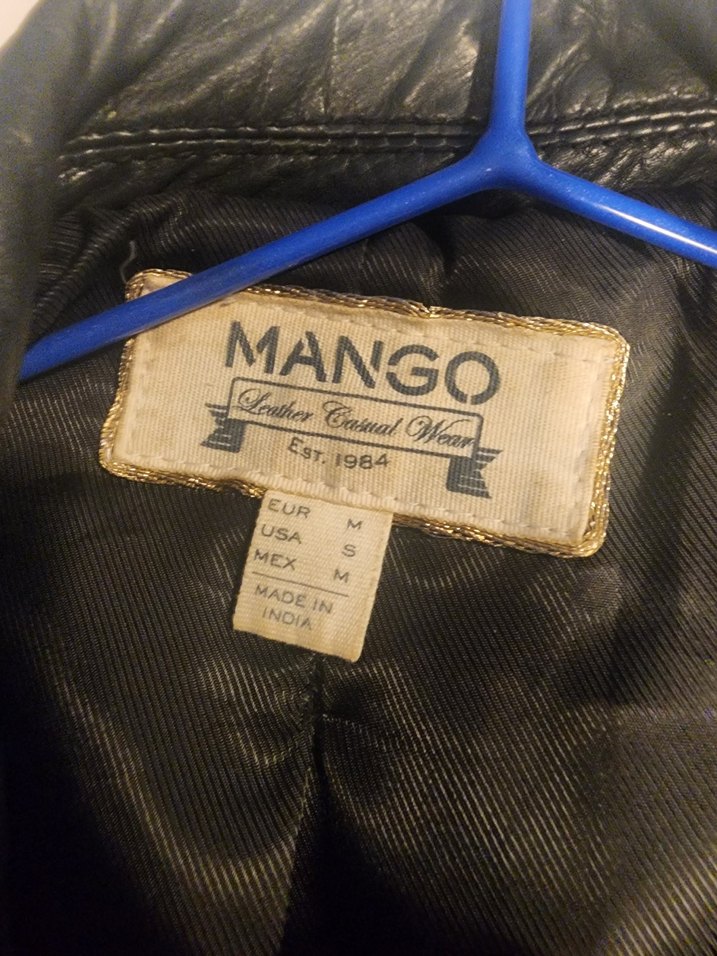 MANGO
Leather Casual Wear
EST. 1984
EUR M
USA S
MEX M
MADE IN
INDIA